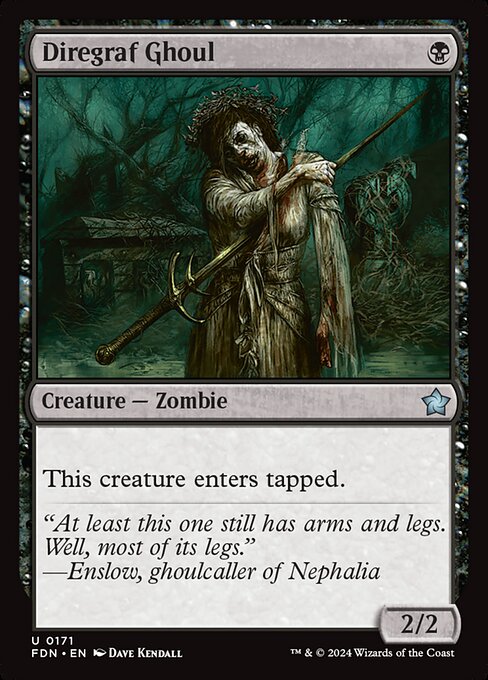 Diregraf Ghoul
Creature — Zombie
This creature enters tapped.
“At least this one still has arms and legs.
Well, most of its legs.”
—Enslow, ghoulcaller of Nephalia
2/2
U 0171
FDN • EN Dave Kendall
™ & © 2024 Wizards of the Coast